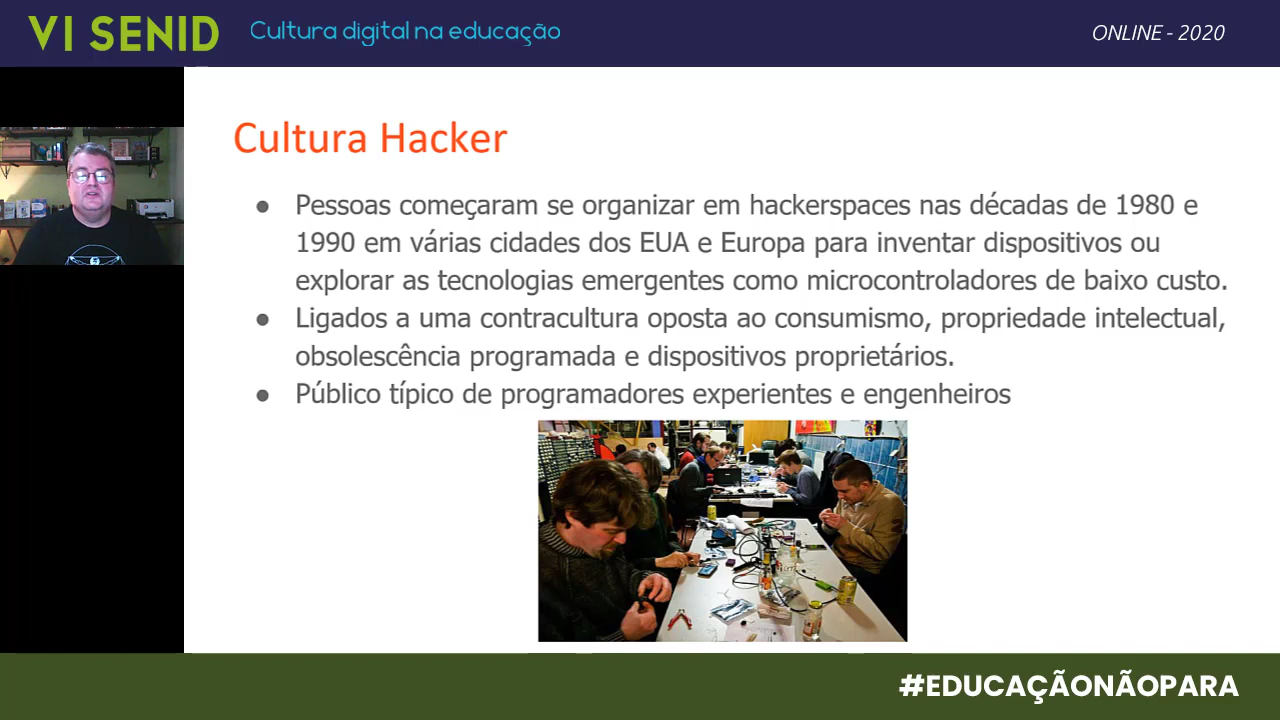 VI SENID
Cultura digital na educação
ONLINE - 2020
Cultura Hacker
● Pessoas começaram se organizar em hackerspaces nas décadas de 1980 e
1990 em várias cidades dos EUA e Europa para inventar dispositivos ou
explorar as tecnologias emergentes como microcontroladores de baixo custo.
● Ligados a uma contracultura oposta ao consumismo, propriedade intelectual,
obsolescência programada e dispositivos proprietários.
● Público típico de programadores experientes e engenheiros
#EDUCAÇÃONÃOPARA